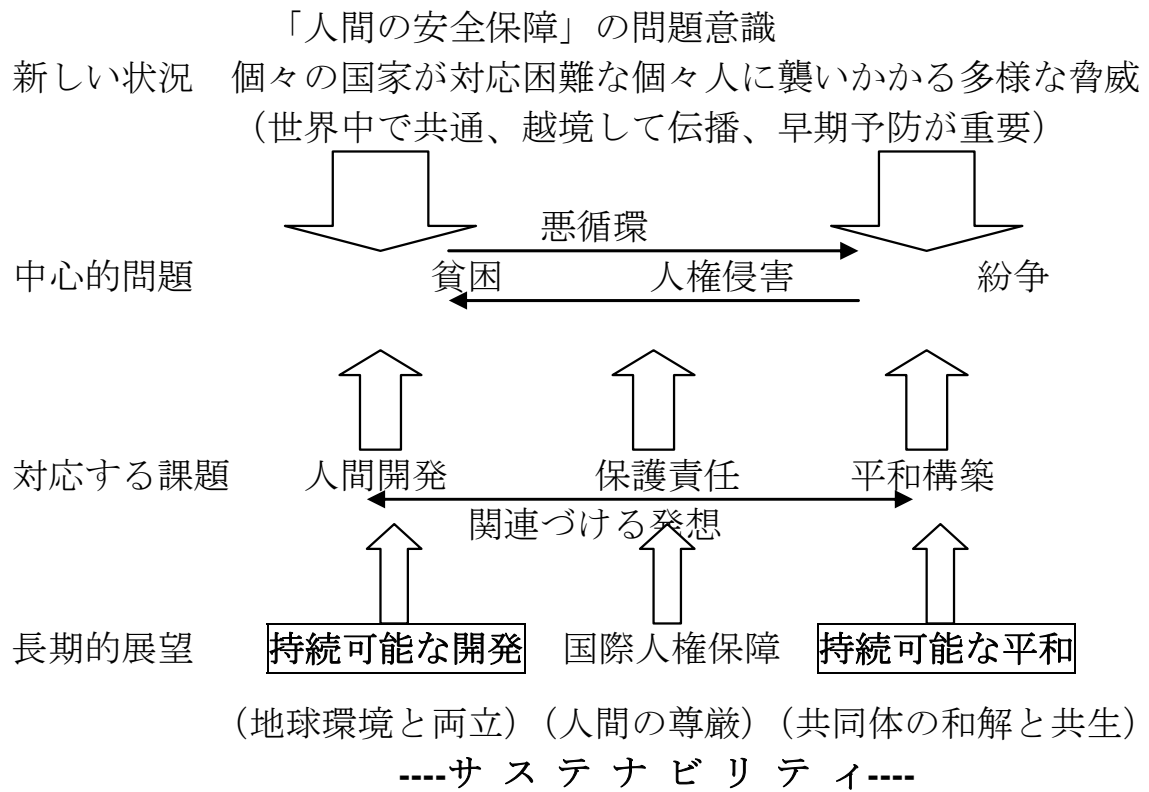 「人間の安全保障」の問題意識
新しい状況 個々の国家が対応困難な個々人に襲いかかる多様な脅威
(世界中で共通、越境して伝播、早期予防が重要)
悪循環
中心的問題 貧困 人権侵害 紛争
対応する課題 人間開発 保護責任 平和構築
関連づける発想
長期的展望 持続可能な開発 国際人権保障 持続可能な平和
(地球環境と両立)(人間の尊厳)(共同体の和解と共生)
----サ ス テ ナ ビ リ テ ィ----